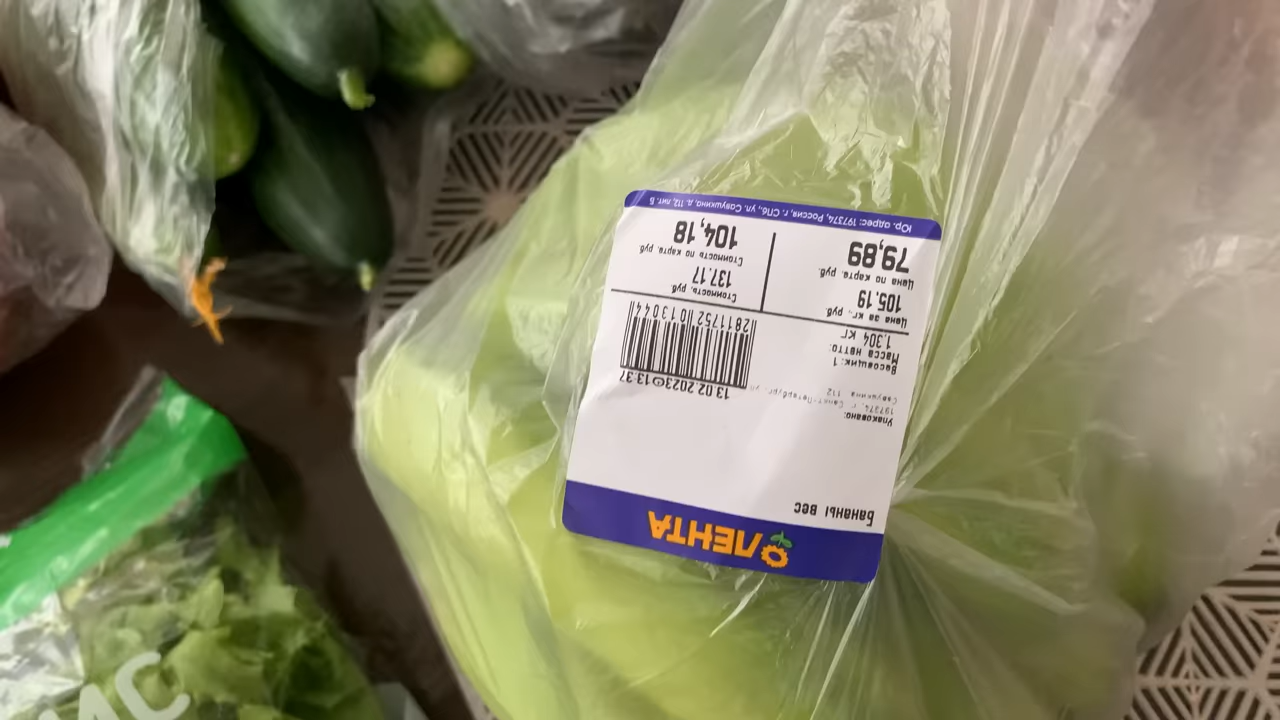 ЛЕНТА
Бананы вес
Упаковано:
197374, г. Санкт-Петербург, ул.
Савушкина 112
13.02.2023 13:37
Весовщик: 1
Масса нетто:
1.304 КГ
2811752 013044
Цена за кг., руб.
105.19
Стоимость, руб.
137.17
Цена по карте, руб.
79,89
Стоимость по карте, руб.
104,18
Юр. адрес: 197374, Россия, г. СПб., ул. Савушкина, д. 112, лит. Б